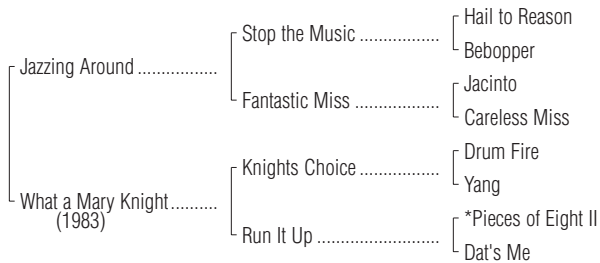 Hail to Reason
Stop the Music ..................
Bebopper
Jazzing Around ................
Jacinto
Fantastic Miss ...................
Careless Miss
Drum Fire
Knights Choice ..................
Yang
What a Mary Knight..........
(1983)
*Pieces of Eight II
Run It Up ...........................
Dat's Me